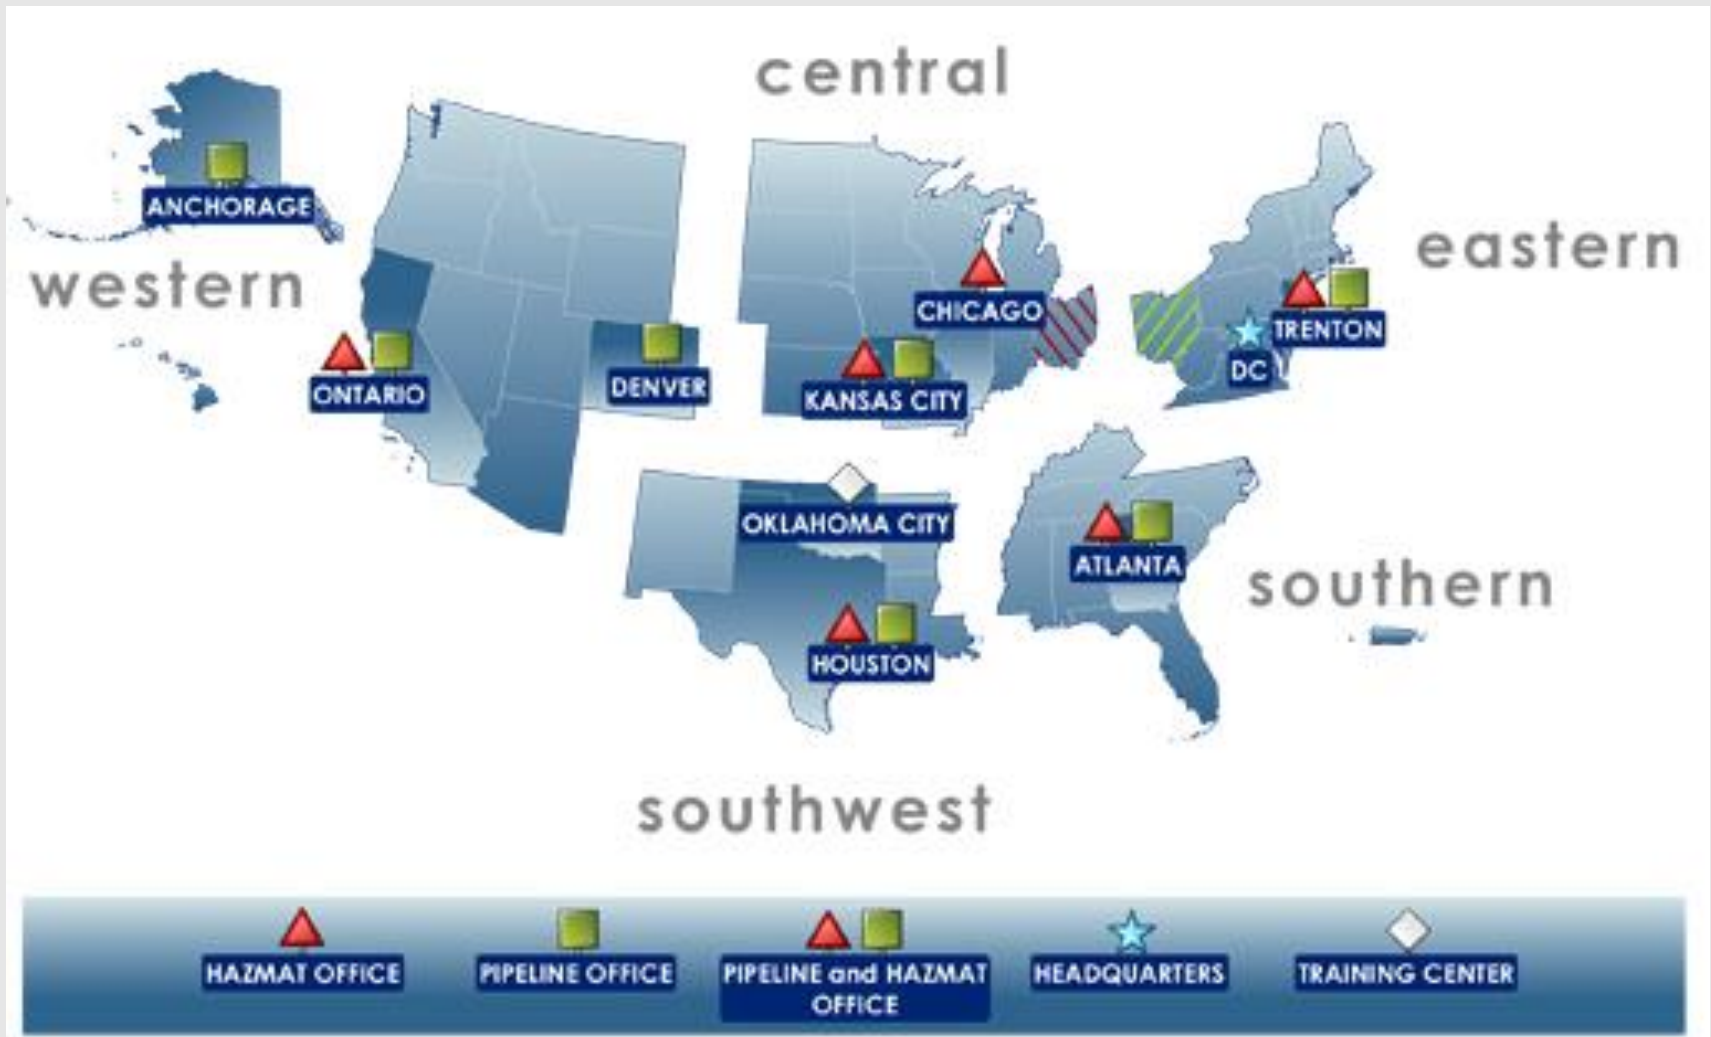 central
ANCHORAGE
eastern
western
CHICAGO
TRENTON
DC
ONTARIO
DENVER
KANSAS CITY
OKLAHOMA CITY
ATLANTA
southern
HOUSTON
southwest
HAZMAT OFFICE
PIPELINE OFFICE
PIPELINE and HAZMAT
OFFICE
HEADQUARTERS
TRAINING CENTER